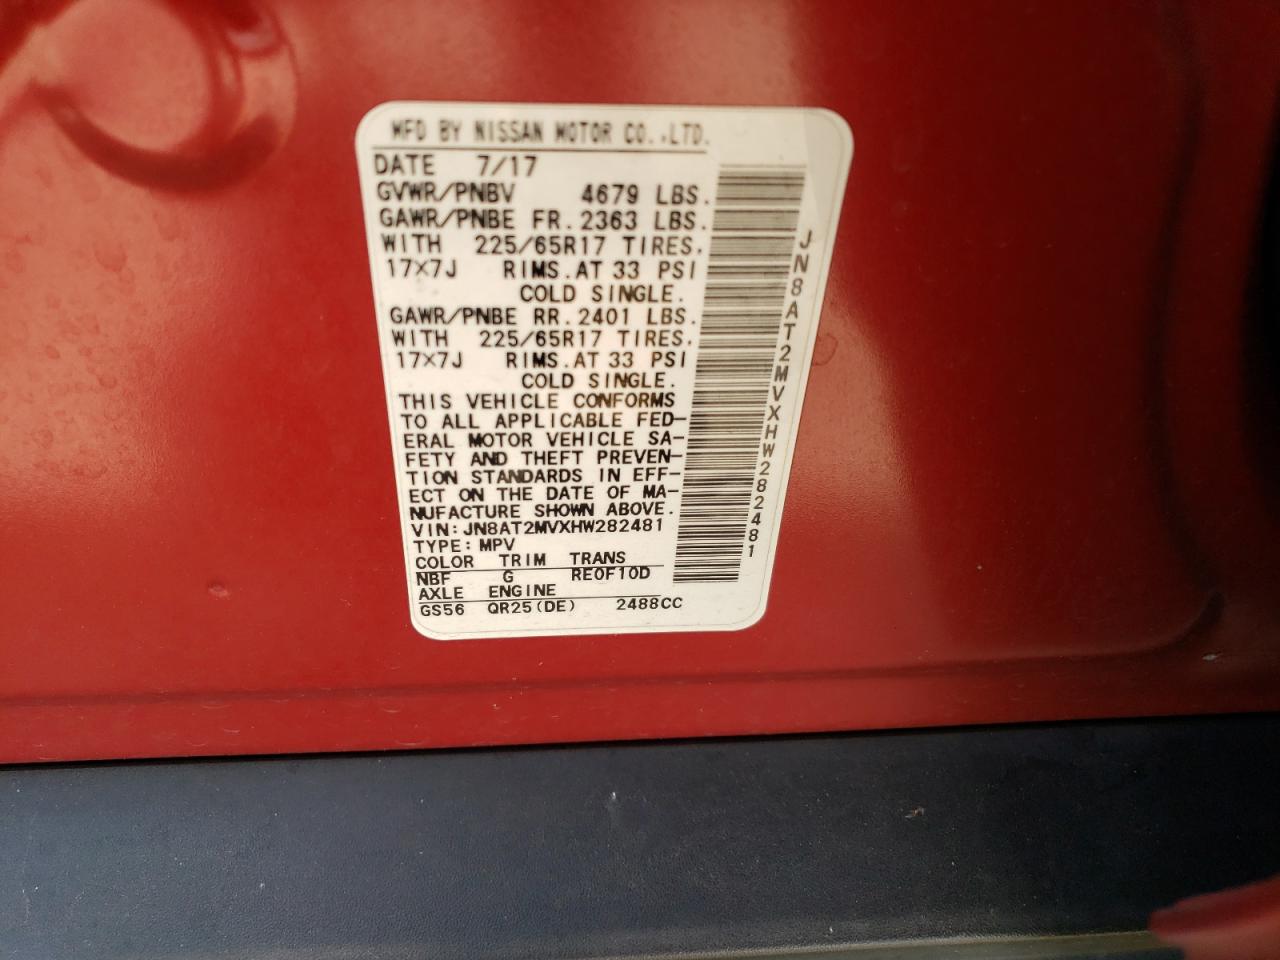 MFD BY NISSAN MOTOR CO.,LTD.
DATE 7/17
GVWR/PNBV 4679 LBS.
GAWR/PNBE FR. 2363 LBS.
WITH 225/65R17 TIRES.
17×7J RIMS. AT 33 PSI
COLD SINGLE.
GAWR/PNBE RR. 2401 LBS.
WITH 225/65R17 TIRES.
17×7J RIMS. AT 33 PSI
COLD SINGLE.
THIS VEHICLE CONFORMS
TO ALL APPLICABLE FED-
ERAL MOTOR VEHICLE SA-
FETY AND THEFT PREVEN-
TION STANDARDS IN EFF-
ECT ON THE DATE OF MA-
NUFACTURE SHOWN ABOVE.
VIN: JN8AT2MVXHW282481
TYPE: MPV
COLOR TRIM TRANS
NBF G RE0F10D
AXLE ENGINE
GS56 QR25(DE) 2488CC
JN8AT2MVXHW282481